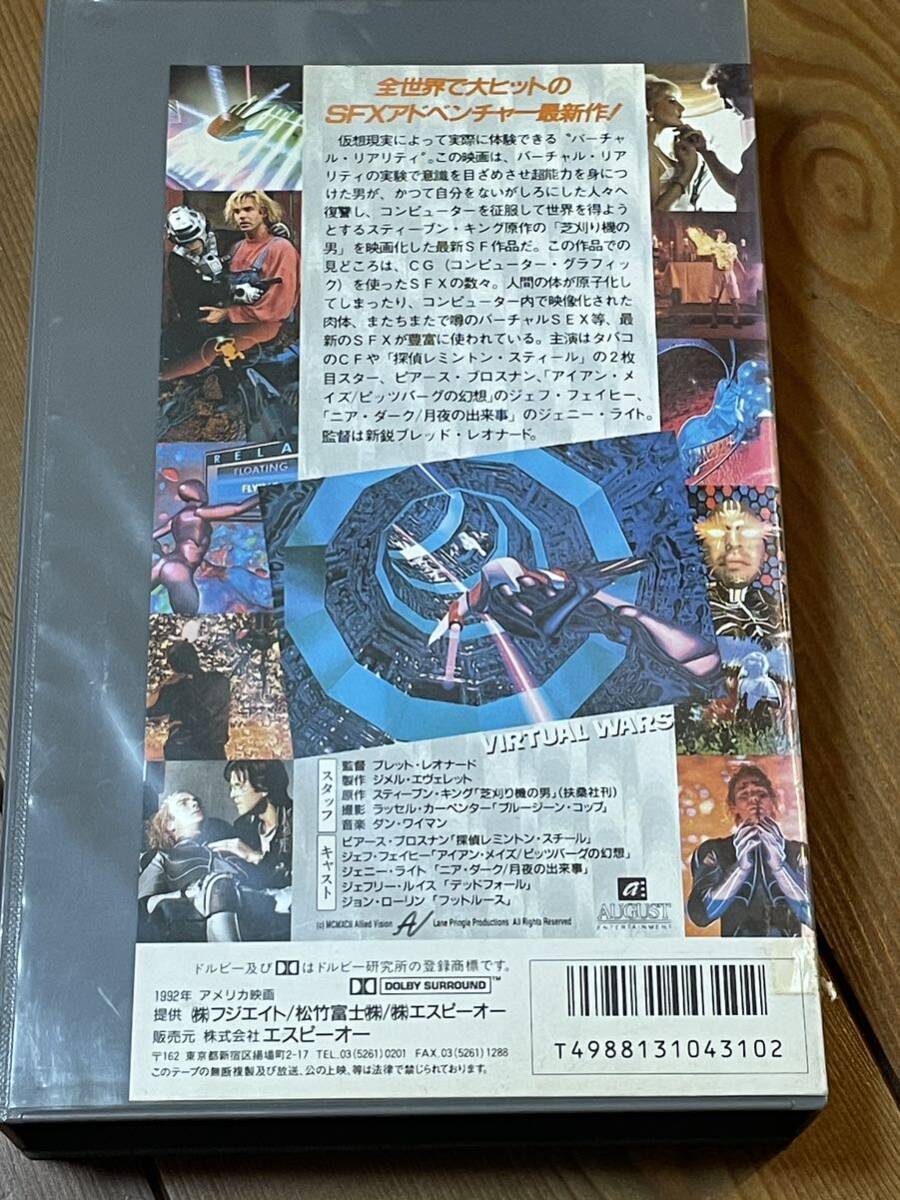 全世界で大ヒットの
SFXアドベンチャー最新作!
仮想現実によって実際に体験できる〝バーチャ
ル・リアリティ〟。この映画は、バーチャル・リア
リティの実験で意識を目ざめさせ超能力を身につ
けた男が、かつて自分をないがしろにした人々へ
復讐し、コンピューターを征服して世界を得よう
とするスティーブン・キング原作の「芝刈り機の
男」を映画化した最新SF作品だ。この作品での
見どころは、CG(コンピューター・グラフィッ
ク)を使ったSFXの数々。人間の体が原子化し
てしまったり、コンピューター内で映像化された
肉体、またちまたで噂のバーチャルSEX等、最
新のSFXが豊富に使われている。主演はタバコ
のCFや「探偵レミントン・スティール」の2枚
目スター、ピアース・ブロスナン、「アイアン・メ
イズ/ピッツバーグの幻想」のジェフ・フェイヒー、
「ニア・ダーク/月夜の出来事」のジェニー・ライト。
監督は新鋭ブレッド・レオナード。
RELA
FLOATING
VIRTUAL WARS
スタッフ
監督 ブレット・レオナード
製作 ジメル・エヴェレット
原作 スティーブン・キング「芝刈り機の男」(扶桑社刊)
撮影 ラッセル・カーペンター「ブルージーン・コップ」
音楽 ダン・ワイマン
キャスト
ピアース・ブロスナン「探偵レミントン・スチール」
ジェフ・フェイヒー「アイアン・メイズ/ピッツバーグの幻想」
ジェニー・ライト「ニア・ダーク/月夜の出来事」
ジェフリー・ルイス「デッドフォール」
ジョン・ローリン「フットルース」
(c) MCMXCII Allied Vision Lane Pringle Productions All Rights Reserved
AUGUST
ENTERTAINMENT
ドルビー及びはドルビー研究所の登録商標です。
DOLBY SURROUND™
1992年 アメリカ映画
提供 ㈱フジエイト/松竹富士㈱/㈱エスピーオー
販売元 株式会社エスピーオー
〒162 東京都新宿区揚場町2-17 TEL.03(5261)0201 FAX.03(5261)1288
このテープの無断複製及び放送、公の上映、等は法律で禁じられております。
T4988131043102